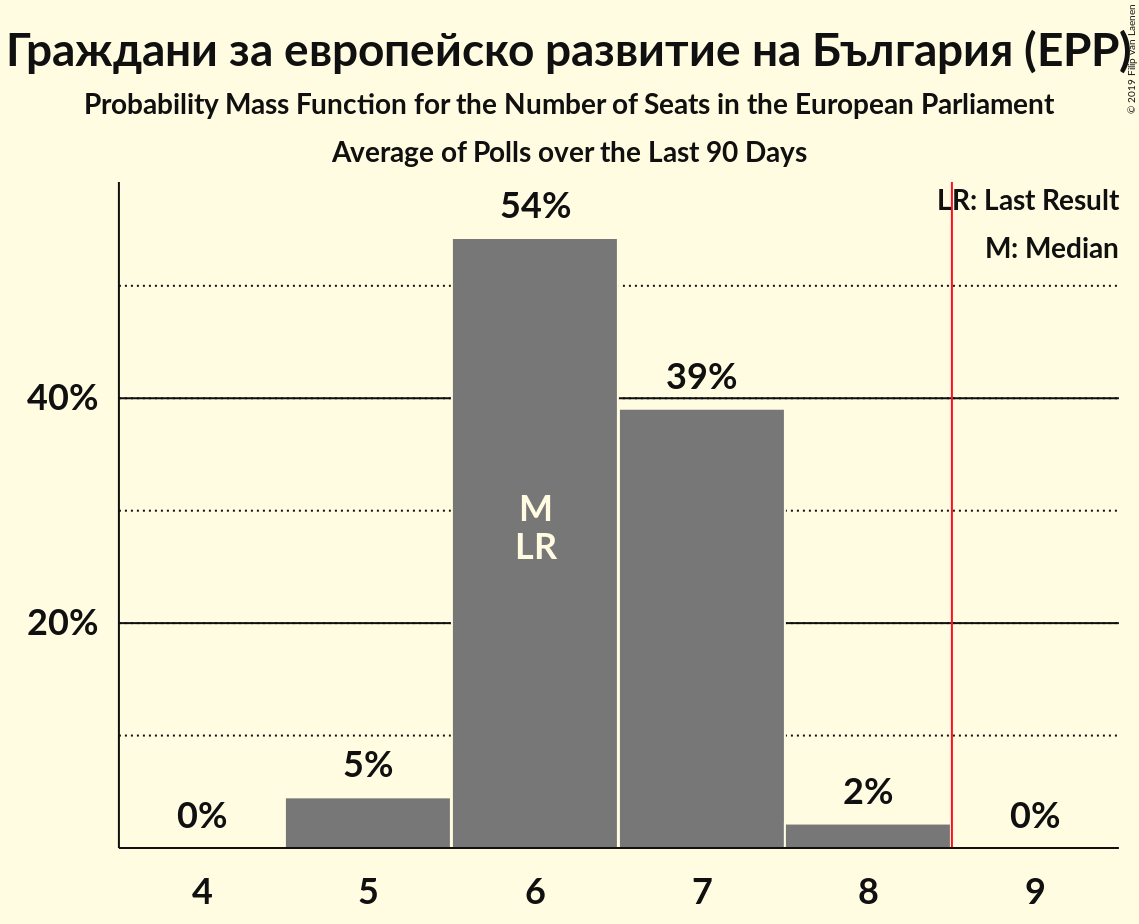 Граждани за европейско развитие на България (EPP)
Probability Mass Function for the Number of Seats in the European Parliament
Average of Polls over the Last 90 Days
© 2019 Filip van Laenen
LR: Last Result
M: Median
54%
39%
40%
M
LR
20%
5%
2%
0%
0%
4
5
6
7
8
9